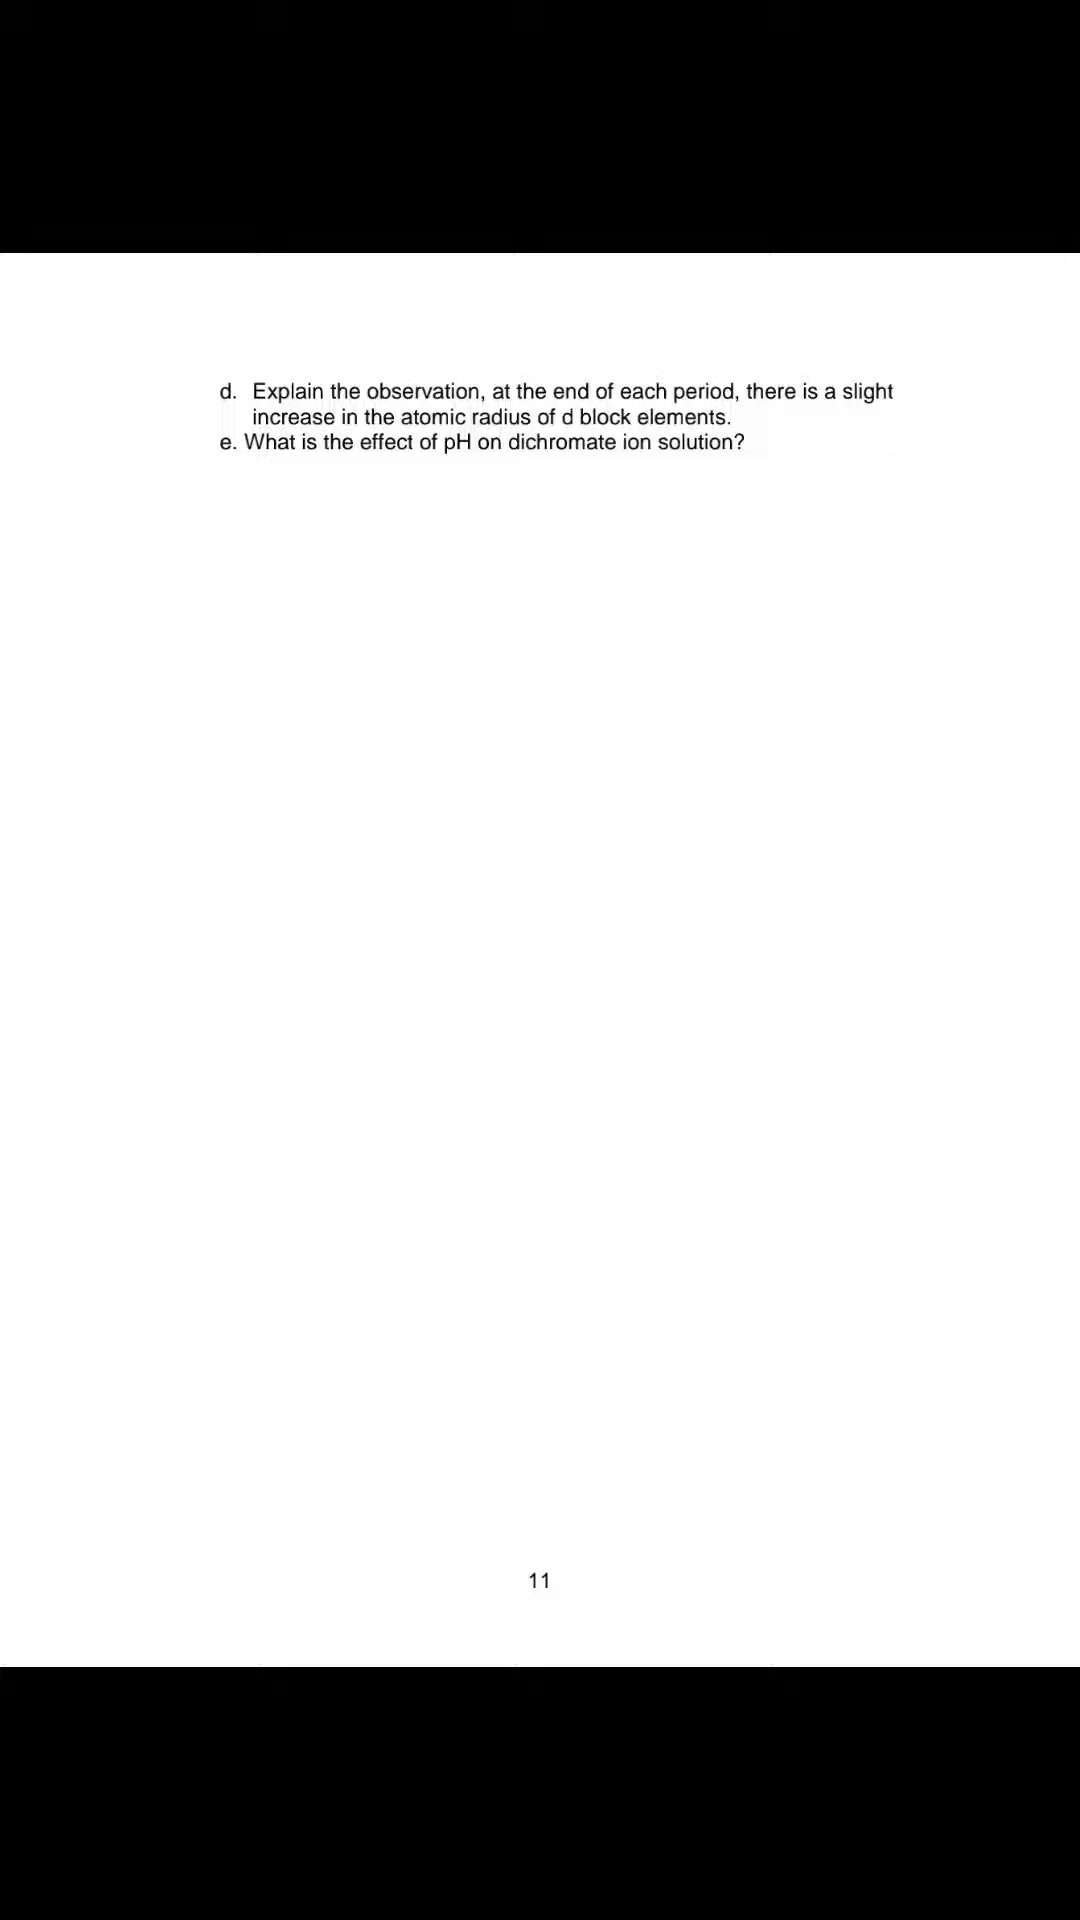 d. Explain the observation, at the end of each period, there is a slight
increase in the atomic radius of d block elements.
e. What is the effect of pH on dichromate ion solution?
11